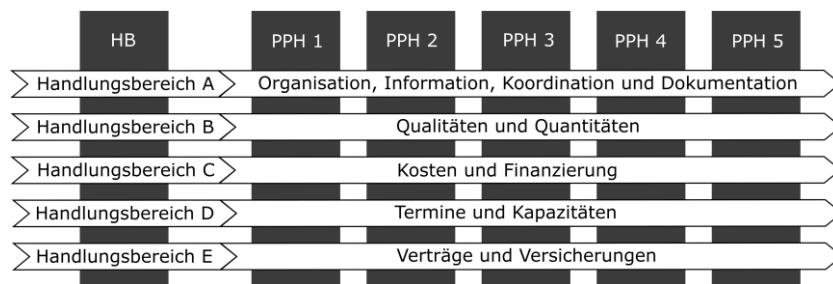 HB PPH 1 PPH 2 PPH 3 PPH 4 PPH 5
Handlungsbereich A Organisation, Information, Koordination und Dokumentation
Handlungsbereich B Qualitäten und Quantitäten
Handlungsbereich C Kosten und Finanzierung
Handlungsbereich D Termine und Kapazitäten
Handlungsbereich E Verträge und Versicherungen